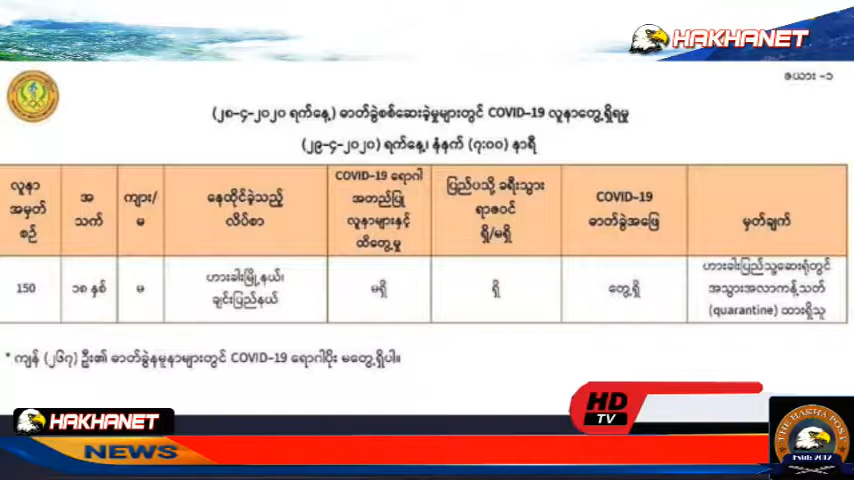 HAKHANET
ဇယား -၁
(၂၈-၄-၂၀၂၀ ရက်နေ့) ဓာတ်ခွဲစစ်ဆေးခဲ့မှုများတွင် COVID-19 လူနာတွေ့ရှိရမှု
(၂၉-၄-၂၀၂၀) ရက်နေ့၊ နံနက် (၇:၀၀) နာရီ
လူနာ အမှတ် စဉ်
အ သက်
ကျား/ မ
နေထိုင်ခဲ့သည့် လိပ်စာ
COVID-19 ရောဂါ အတည်ပြု လူနာများနှင့် ထိတွေ့မှု
ပြည်ပသို့ ခရီးသွား ရာဇဝင် ရှိ/မရှိ
COVID-19 ဓာတ်ခွဲအဖြေ
မှတ်ချက်
150
၁၈ နှစ်
မ
ဟားခါးမြို့နယ်၊ ချင်းပြည်နယ်
မရှိ
ရှိ
တွေ့ရှိ
ဟားခါးပြည်သူ့ဆေးရုံတွင် အသွားအလာကန့်သတ် (quarantine) ထားရှိသူ
* ကျန် (၂၆၇) ဦး၏ ဓာတ်ခွဲနမူနာများတွင် COVID-19 ရောဂါပိုး မတွေ့ရှိပါ။
HD
TV
HAKHANET
NEWS
THE HAKHA POST
Estd: 2012